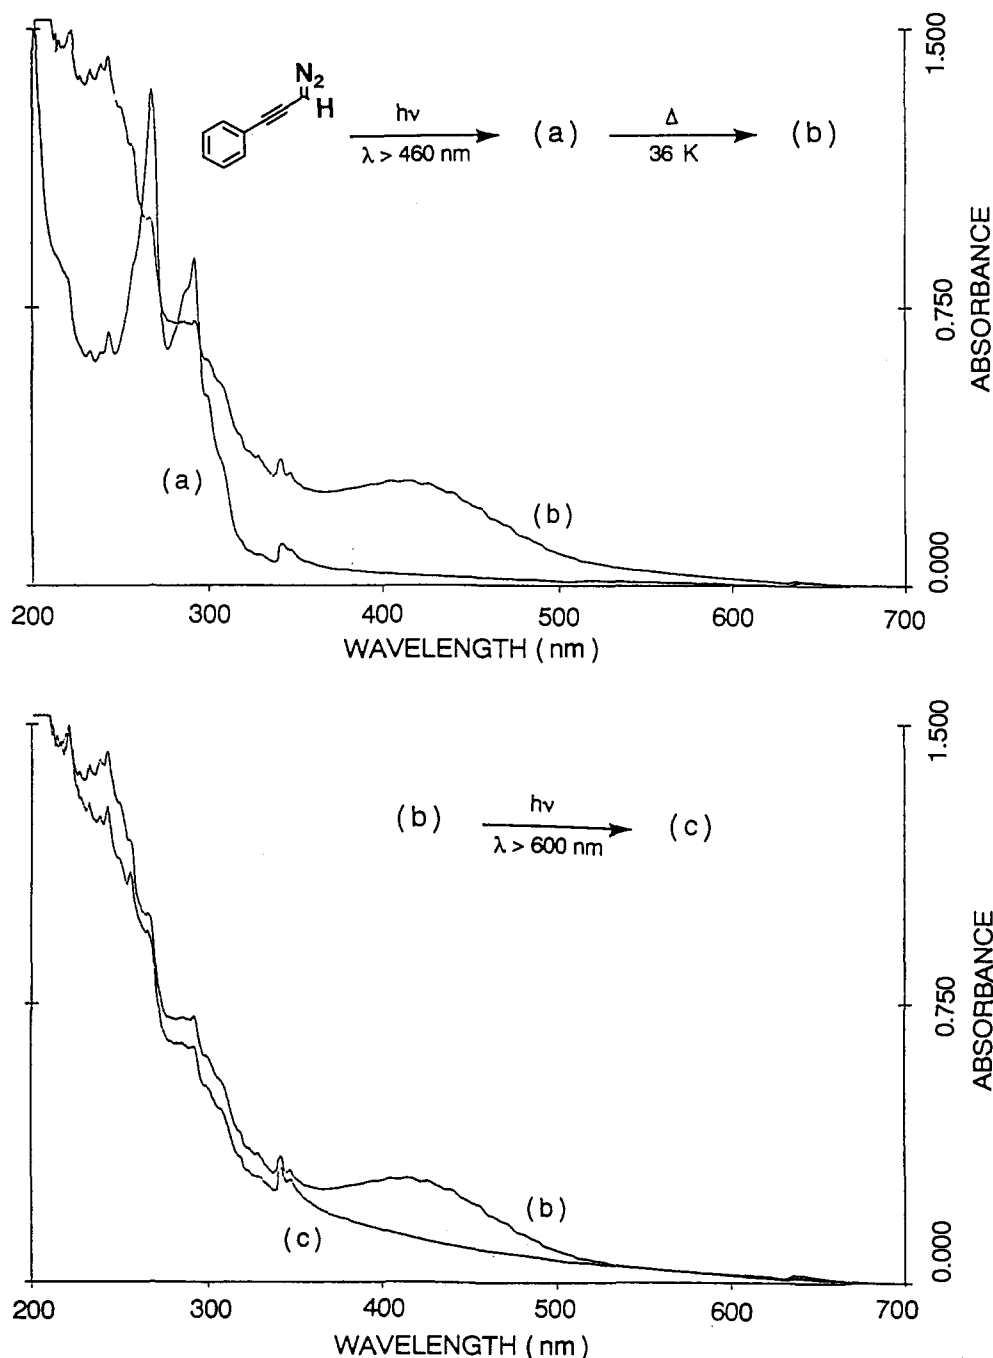 1.500
N2
H
hν
λ > 460 nm
(a)
Δ
36 K
(b)
0.750
ABSORBANCE
(a)
(b)
0.000
200 300 400 500 600 700
WAVELENGTH (nm)
1.500
(b)
hν
λ > 600 nm
(c)
0.750
ABSORBANCE
(b)
(c)
0.000
200 300 400 500 600 700
WAVELENGTH (nm)